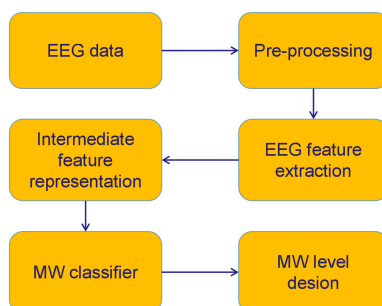 EEG data
Pre-processing
EEG feature
extraction
Intermediate
feature
representation
MW classifier
MW level
desion